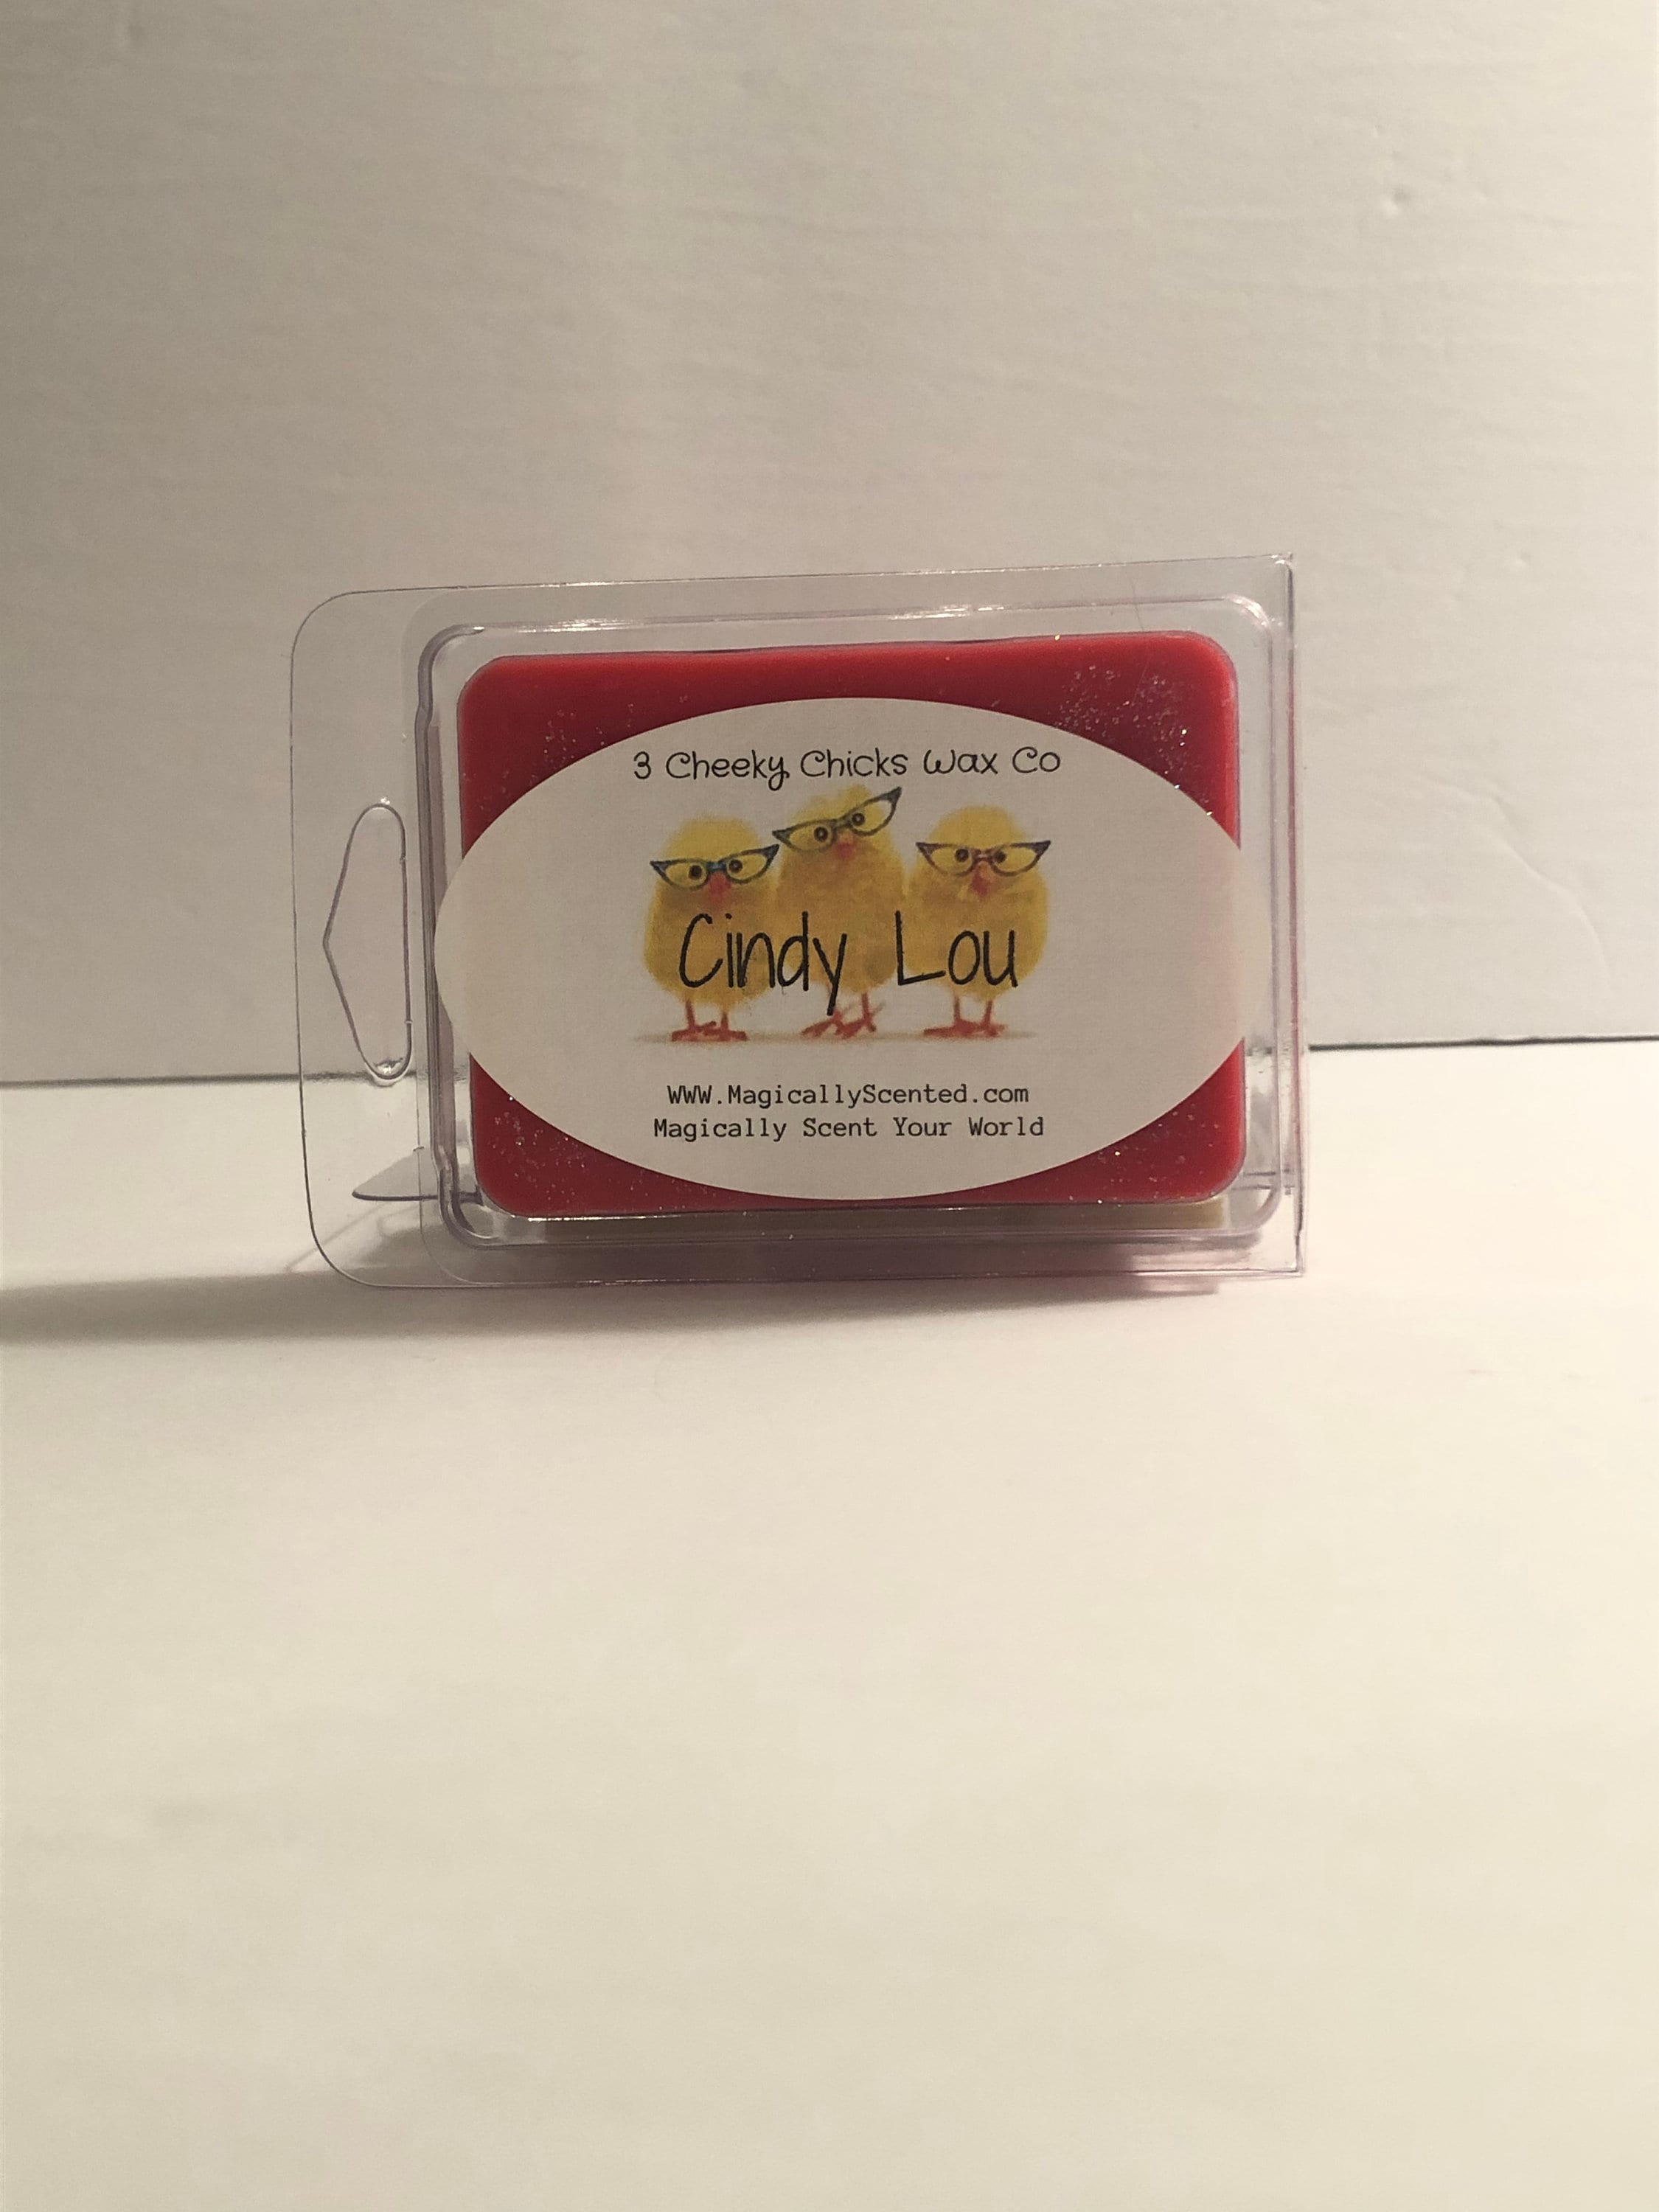 3 Cheeky Chicks Wax Co
Cindy Lou
WWW.MagicallyScented.com
Magically Scent Your World